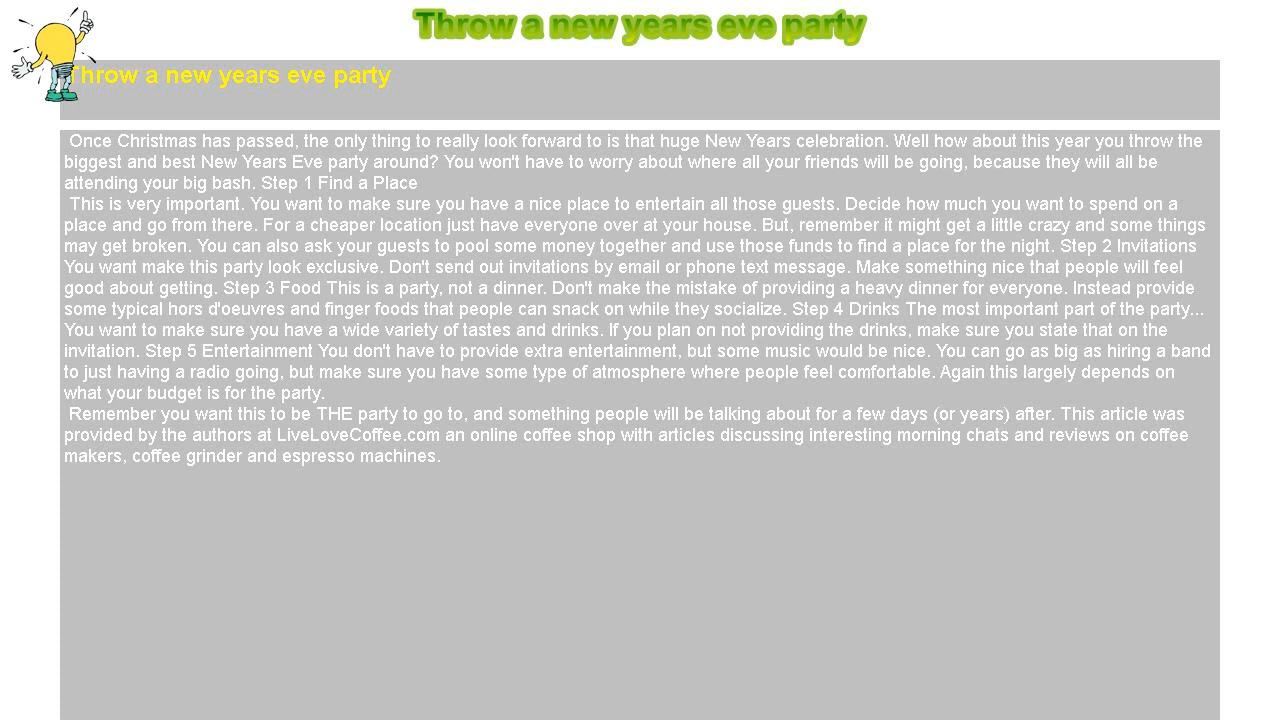 Throw a new years eve party
Throw a new years eve party
Once Christmas has passed, the only thing to really look forward to is that huge New Years celebration. Well how about this year you throw the
biggest and best New Years Eve party around? You won't have to worry about where all your friends will be going, because they will all be
attending your big bash. Step 1 Find a Place
This is very important. You want to make sure you have a nice place to entertain all those guests. Decide how much you want to spend on a
place and go from there. For a cheaper location just have everyone over at your house. But, remember it might get a little crazy and some things
may get broken. You can also ask your guests to pool some money together and use those funds to find a place for the night. Step 2 Invitations
You want make this party look exclusive. Don't send out invitations by email or phone text message. Make something nice that people will feel
good about getting. Step 3 Food This is a party, not a dinner. Don't make the mistake of providing a heavy dinner for everyone. Instead provide
some typical hors d'oeuvres and finger foods that people can snack on while they socialize. Step 4 Drinks The most important part of the party...
You want to make sure you have a wide variety of tastes and drinks. If you plan on not providing the drinks, make sure you state that on the
invitation. Step 5 Entertainment You don't have to provide extra entertainment, but some music would be nice. You can go as big as hiring a band
to just having a radio going, but make sure you have some type of atmosphere where people feel comfortable. Again this largely depends on
what your budget is for the party.
Remember you want this to be THE party to go to, and something people will be talking about for a few days (or years) after. This article was
provided by the authors at LiveLoveCoffee.com an online coffee shop with articles discussing interesting morning chats and reviews on coffee
makers, coffee grinder and espresso machines.